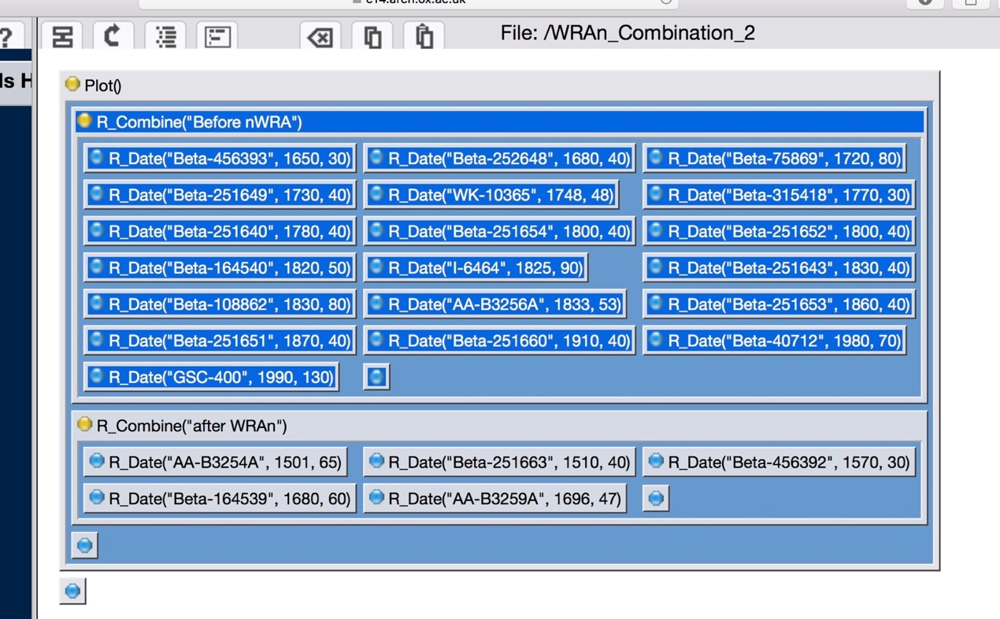 File: /WRAn_Combination_2
Plot()
R_Combine("Before nWRA")
R_Date("Beta-456393", 1650, 30) R_Date("Beta-252648", 1680, 40) R_Date("Beta-75869", 1720, 80)
R_Date("Beta-251649", 1730, 40) R_Date("WK-10365", 1748, 48) R_Date("Beta-315418", 1770, 30)
R_Date("Beta-251640", 1780, 40) R_Date("Beta-251654", 1800, 40) R_Date("Beta-251652", 1800, 40)
R_Date("Beta-164540", 1820, 50) R_Date("I-6464", 1825, 90) R_Date("Beta-251643", 1830, 40)
R_Date("Beta-108862", 1830, 80) R_Date("AA-B3256A", 1833, 53) R_Date("Beta-251653", 1860, 40)
R_Date("Beta-251651", 1870, 40) R_Date("Beta-251660", 1910, 40) R_Date("Beta-40712", 1980, 70)
R_Date("GSC-400", 1990, 130)
R_Combine("after WRAn")
R_Date("AA-B3254A", 1501, 65) R_Date("Beta-251663", 1510, 40) R_Date("Beta-456392", 1570, 30)
R_Date("Beta-164539", 1680, 60) R_Date("AA-B3259A", 1696, 47)